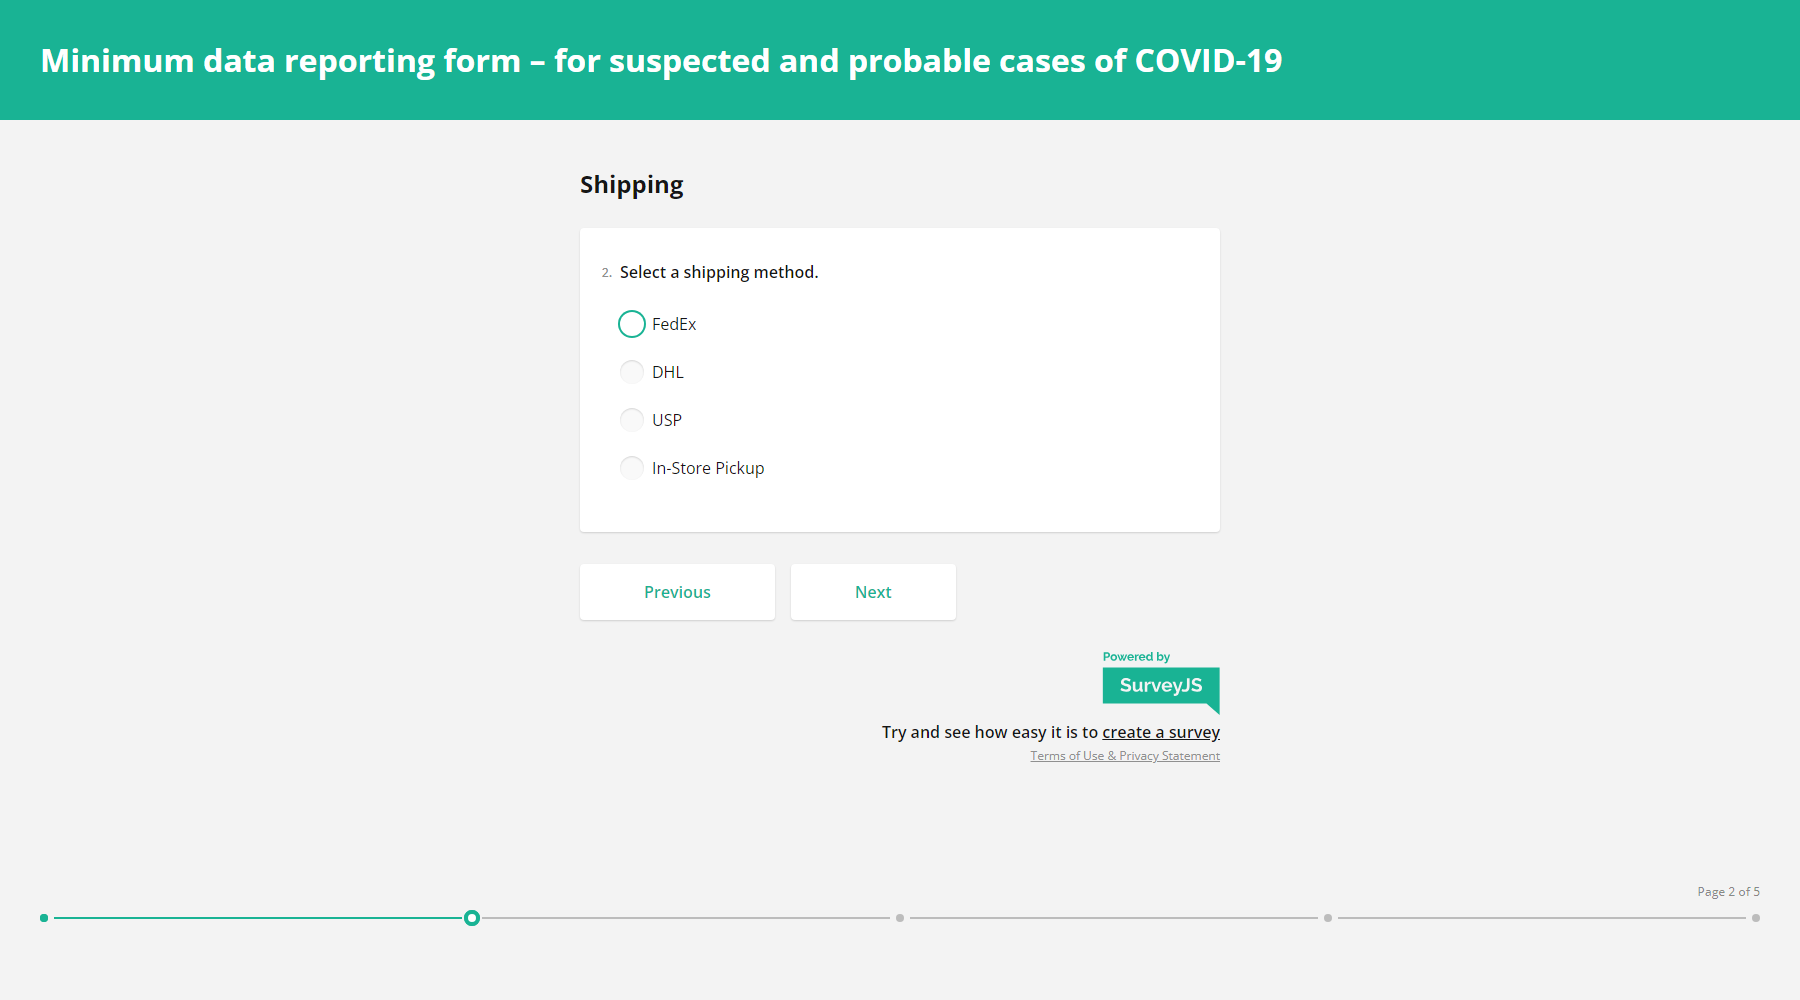 Minimum data reporting form – for suspected and probable cases of COVID-19
Shipping
2. Select a shipping method.
FedEx
DHL
USP
In-Store Pickup
Previous
Next
Powered by
SurveyJS
Try and see how easy it is to create a survey
Terms of Use & Privacy Statement
Page 2 of 5